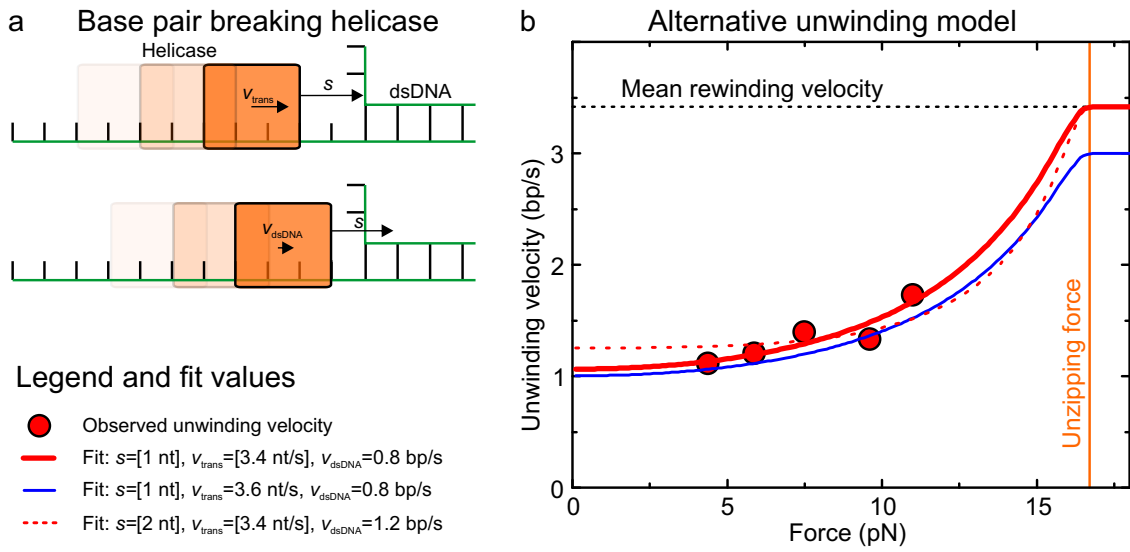 a
Base pair breaking helicase
Helicase
v_trans
s
dsDNA
v_dsDNA
s
Legend and fit values
Observed unwinding velocity
Fit: s=[1 nt], v_trans=[3.4 nt/s], v_dsDNA=0.8 bp/s
Fit: s=[1 nt], v_trans=3.6 nt/s, v_dsDNA=0.8 bp/s
Fit: s=[2 nt], v_trans=[3.4 nt/s], v_dsDNA=1.2 bp/s
b
Alternative unwinding model
Mean rewinding velocity
Unwinding velocity (bp/s)
3
2
1
0
Unzipping force
0
5
10
15
Force (pN)